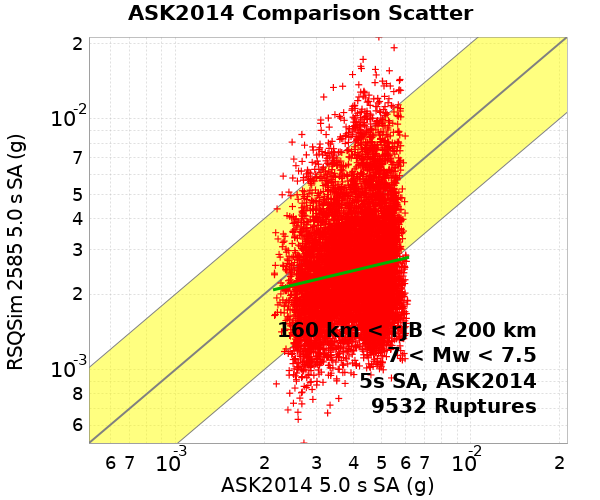 ASK2014 Comparison Scatter
RSQSim 2585 5.0 s SA (g)
2
10-2
7
5
4
3
2
10-3
8
6
160 km < rJB < 200 km
7 < Mw < 7.5
5s SA, ASK2014
9532 Ruptures
6 7 10-3 2 3 4 5 6 7 10-2 2
ASK2014 5.0 s SA (g)